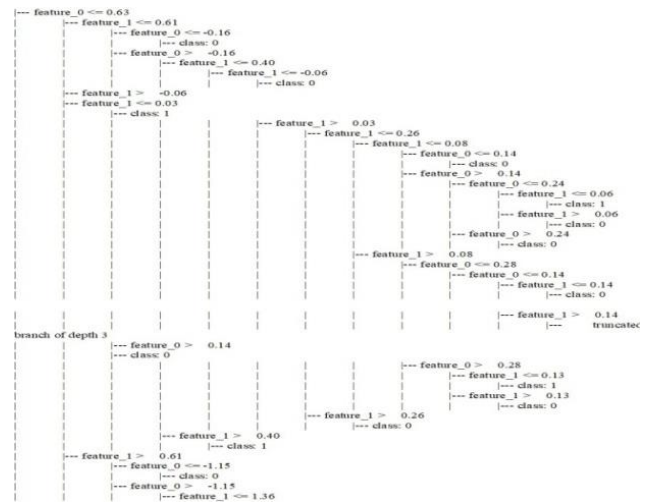 |--- feature_0 <= 0.63
| |--- feature_1 <= 0.61
| | |--- feature_0 <= -0.16
| | | |--- class: 0
| | |--- feature_0 > -0.16
| | | |--- feature_1 <= 0.40
| | | | |--- feature_1 <= -0.06
| | | | | |--- class: 0
| |--- feature_1 > -0.06
| |--- feature_1 <= 0.03
| | |--- class: 1
| | | | | |--- feature_1 > 0.03
| | | | | | |--- feature_1 <= 0.26
| | | | | | | |--- feature_1 <= 0.08
| | | | | | | | |--- feature_0 <= 0.14
| | | | | | | | | |--- class: 0
| | | | | | | | |--- feature_0 > 0.14
| | | | | | | | | |--- feature_0 <= 0.24
| | | | | | | | | | |--- feature_1 <= 0.06
| | | | | | | | | | | |--- class: 1
| | | | | | | | | | |--- feature_1 > 0.06
| | | | | | | | | | | |--- class: 0
| | | | | | | | | |--- feature_0 > 0.24
| | | | | | | | | | |--- class: 0
| | | | | | | |--- feature_1 > 0.08
| | | | | | | | |--- feature_0 <= 0.28
| | | | | | | | | |--- feature_0 <= 0.14
| | | | | | | | | | |--- feature_1 <= 0.14
| | | | | | | | | | | |--- class: 0
| | | | | | | | | | |--- feature_1 > 0.14
| | | | | | | | | | | |--- truncated
branch of depth 3
| | |--- feature_0 > 0.14
| | |--- class: 0
| | | | | | | | |--- feature_0 > 0.28
| | | | | | | | | |--- feature_1 <= 0.13
| | | | | | | | | | |--- class: 1
| | | | | | | | | |--- feature_1 > 0.13
| | | | | | | | | | |--- class: 0
| | | | | | |--- feature_1 > 0.26
| | | | | | | |--- class: 0
| | | |--- feature_1 > 0.40
| | | | |--- class: 1
| |--- feature_1 > 0.61
| | |--- feature_0 <= -1.15
| | | |--- class: 0
| | |--- feature_0 > -1.15
| | | |--- feature_1 <= 1.36